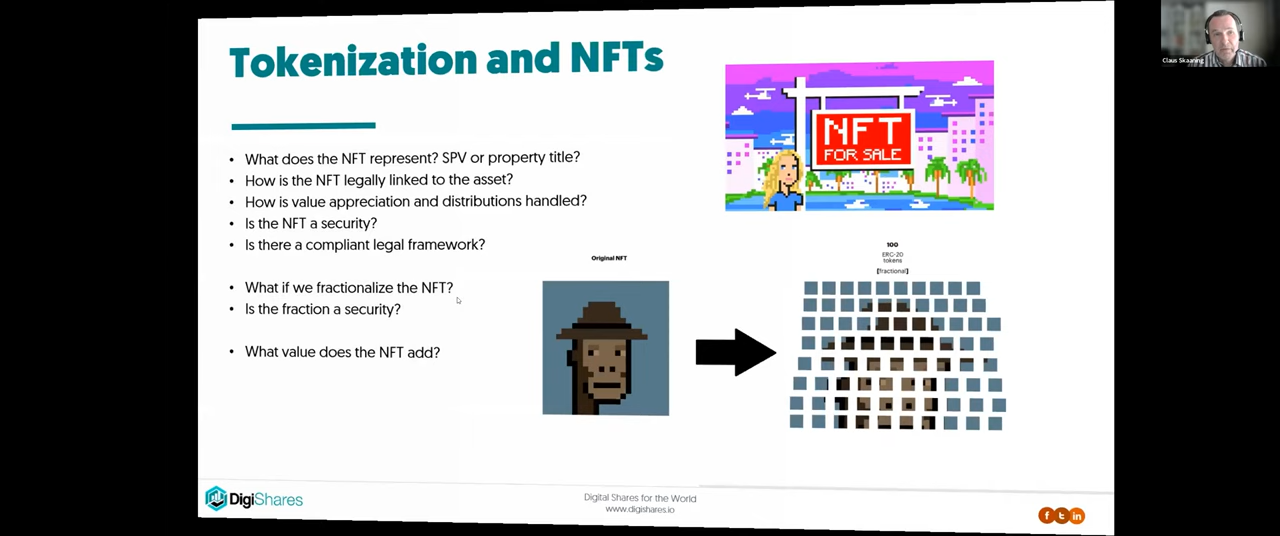 Tokenization and NFTs
Claus Skaaning
NFT
FOR SALE
• What does the NFT represent? SPV or property title?
• How is the NFT legally linked to the asset?
• How is value appreciation and distributions handled?
• Is the NFT a security?
• Is there a compliant legal framework?
• What if we fractionalize the NFT?
• Is the fraction a security?
• What value does the NFT add?
Original NFT
100
ERC-20
tokens
[fractional]
DigiShares
Digital Shares for the World
www.digishares.io
f
in